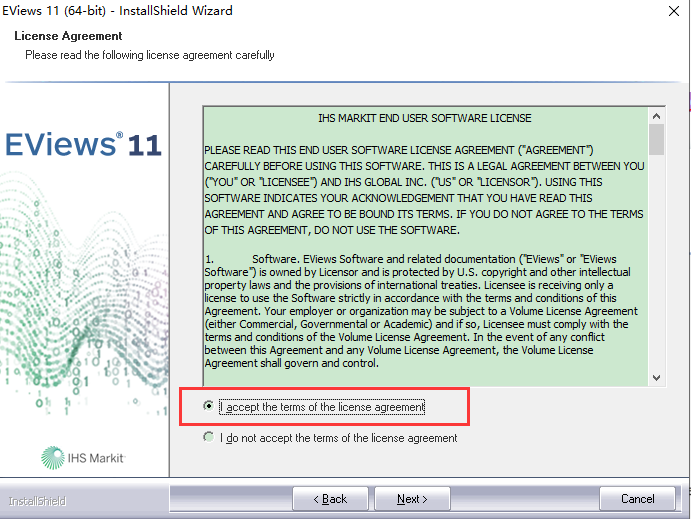 EViews 11 (64-bit) - InstallShield Wizard
License Agreement
Please read the following license agreement carefully
EViews® 11
IHS MARKIT END USER SOFTWARE LICENSE
PLEASE READ THIS END USER SOFTWARE LICENSE AGREEMENT ("AGREEMENT")
CAREFULLY BEFORE USING THIS SOFTWARE. THIS IS A LEGAL AGREEMENT BETWEEN YOU
("YOU" OR "LICENSEE") AND IHS GLOBAL INC. ("US" OR "LICENSOR"). USING THIS
SOFTWARE INDICATES YOUR ACKNOWLEDGEMENT THAT YOU HAVE READ THIS
AGREEMENT AND AGREE TO BE BOUND ITS TERMS. IF YOU DO NOT AGREE TO THE TERMS
OF THIS AGREEMENT, DO NOT USE THE SOFTWARE.
1. Software. EViews Software and related documentation ("EViews" or "EViews
Software") is owned by Licensor and is protected by U.S. copyright and other intellectual
property laws and the provisions of international treaties. Licensee is receiving only a
license to use the Software strictly in accordance with the terms and conditions of this
Agreement. Your employer or organization may be subject to a Volume License Agreement
(either Commercial, Governmental or Academic) and if so, Licensee must comply with the
terms and conditions of the Volume License Agreement. In the event of any conflict
between this Agreement and any Volume License Agreement, the Volume License
Agreement shall govern and control.
I accept the terms of the license agreement
I do not accept the terms of the license agreement
IHS Markit
InstallShield
< Back
Next >
Cancel